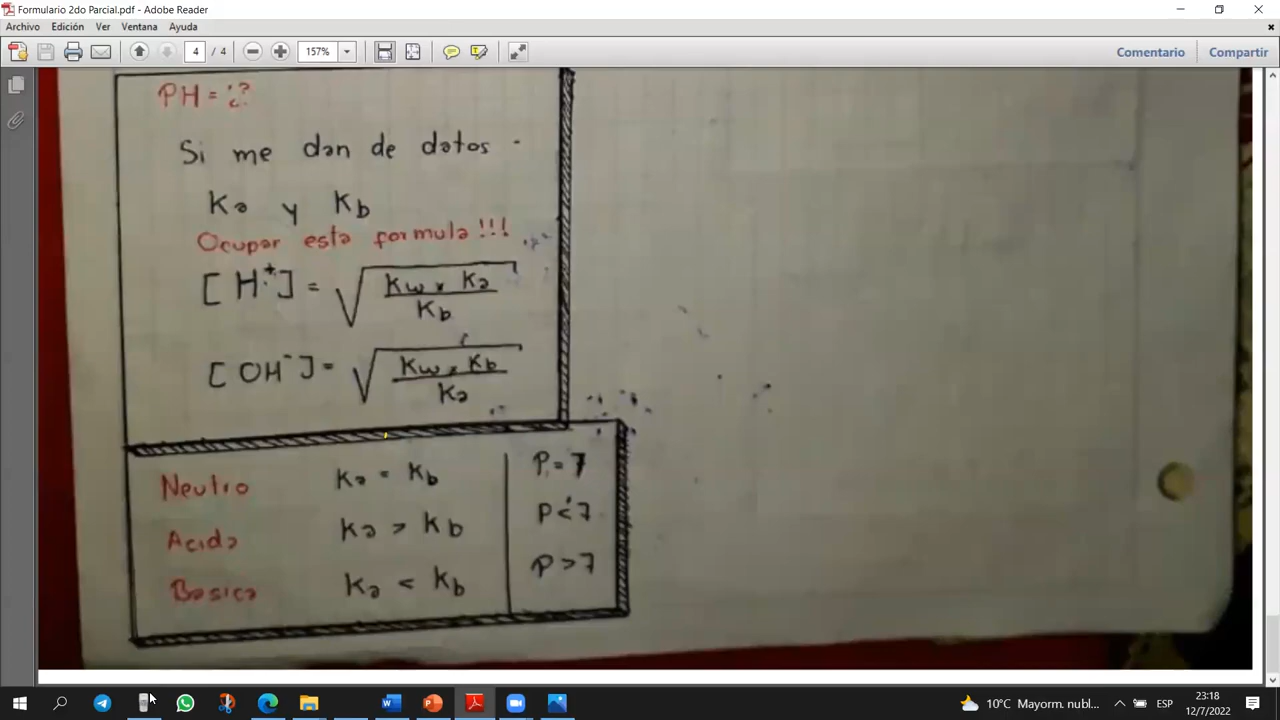 Formulario 2do Parcial.pdf - Adobe Reader
Archivo Edición Ver Ventana Ayuda
4 / 4 157% Comentario Compartir
PH = ¿?
Si me dan de datos -
Ka y Kb
Ocupar esta formula !!!
[H+] = √ Kw x Ka / Kb
[OH-] = √ Kw x Kb / Ka
Neutro Ka = Kb P = 7
Acida Ka > Kb P < 7
Basica Ka < Kb P > 7
10°C Mayorm. nubl... ESP 23:18
12/7/2022